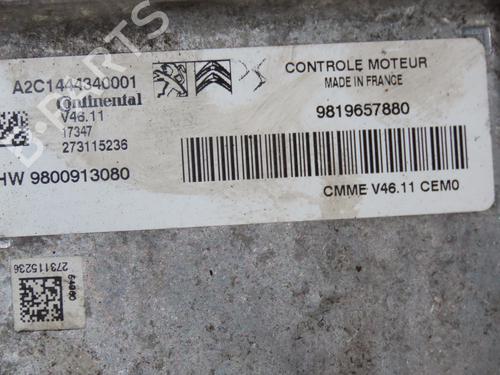 A2C1444340001
Continental
V46.11
17347
273115236
HW 9800913080
CONTROLE MOTEUR
MADE IN FRANCE
9819657880
CMME V46.11 CEM0
273115236
B-PARTS